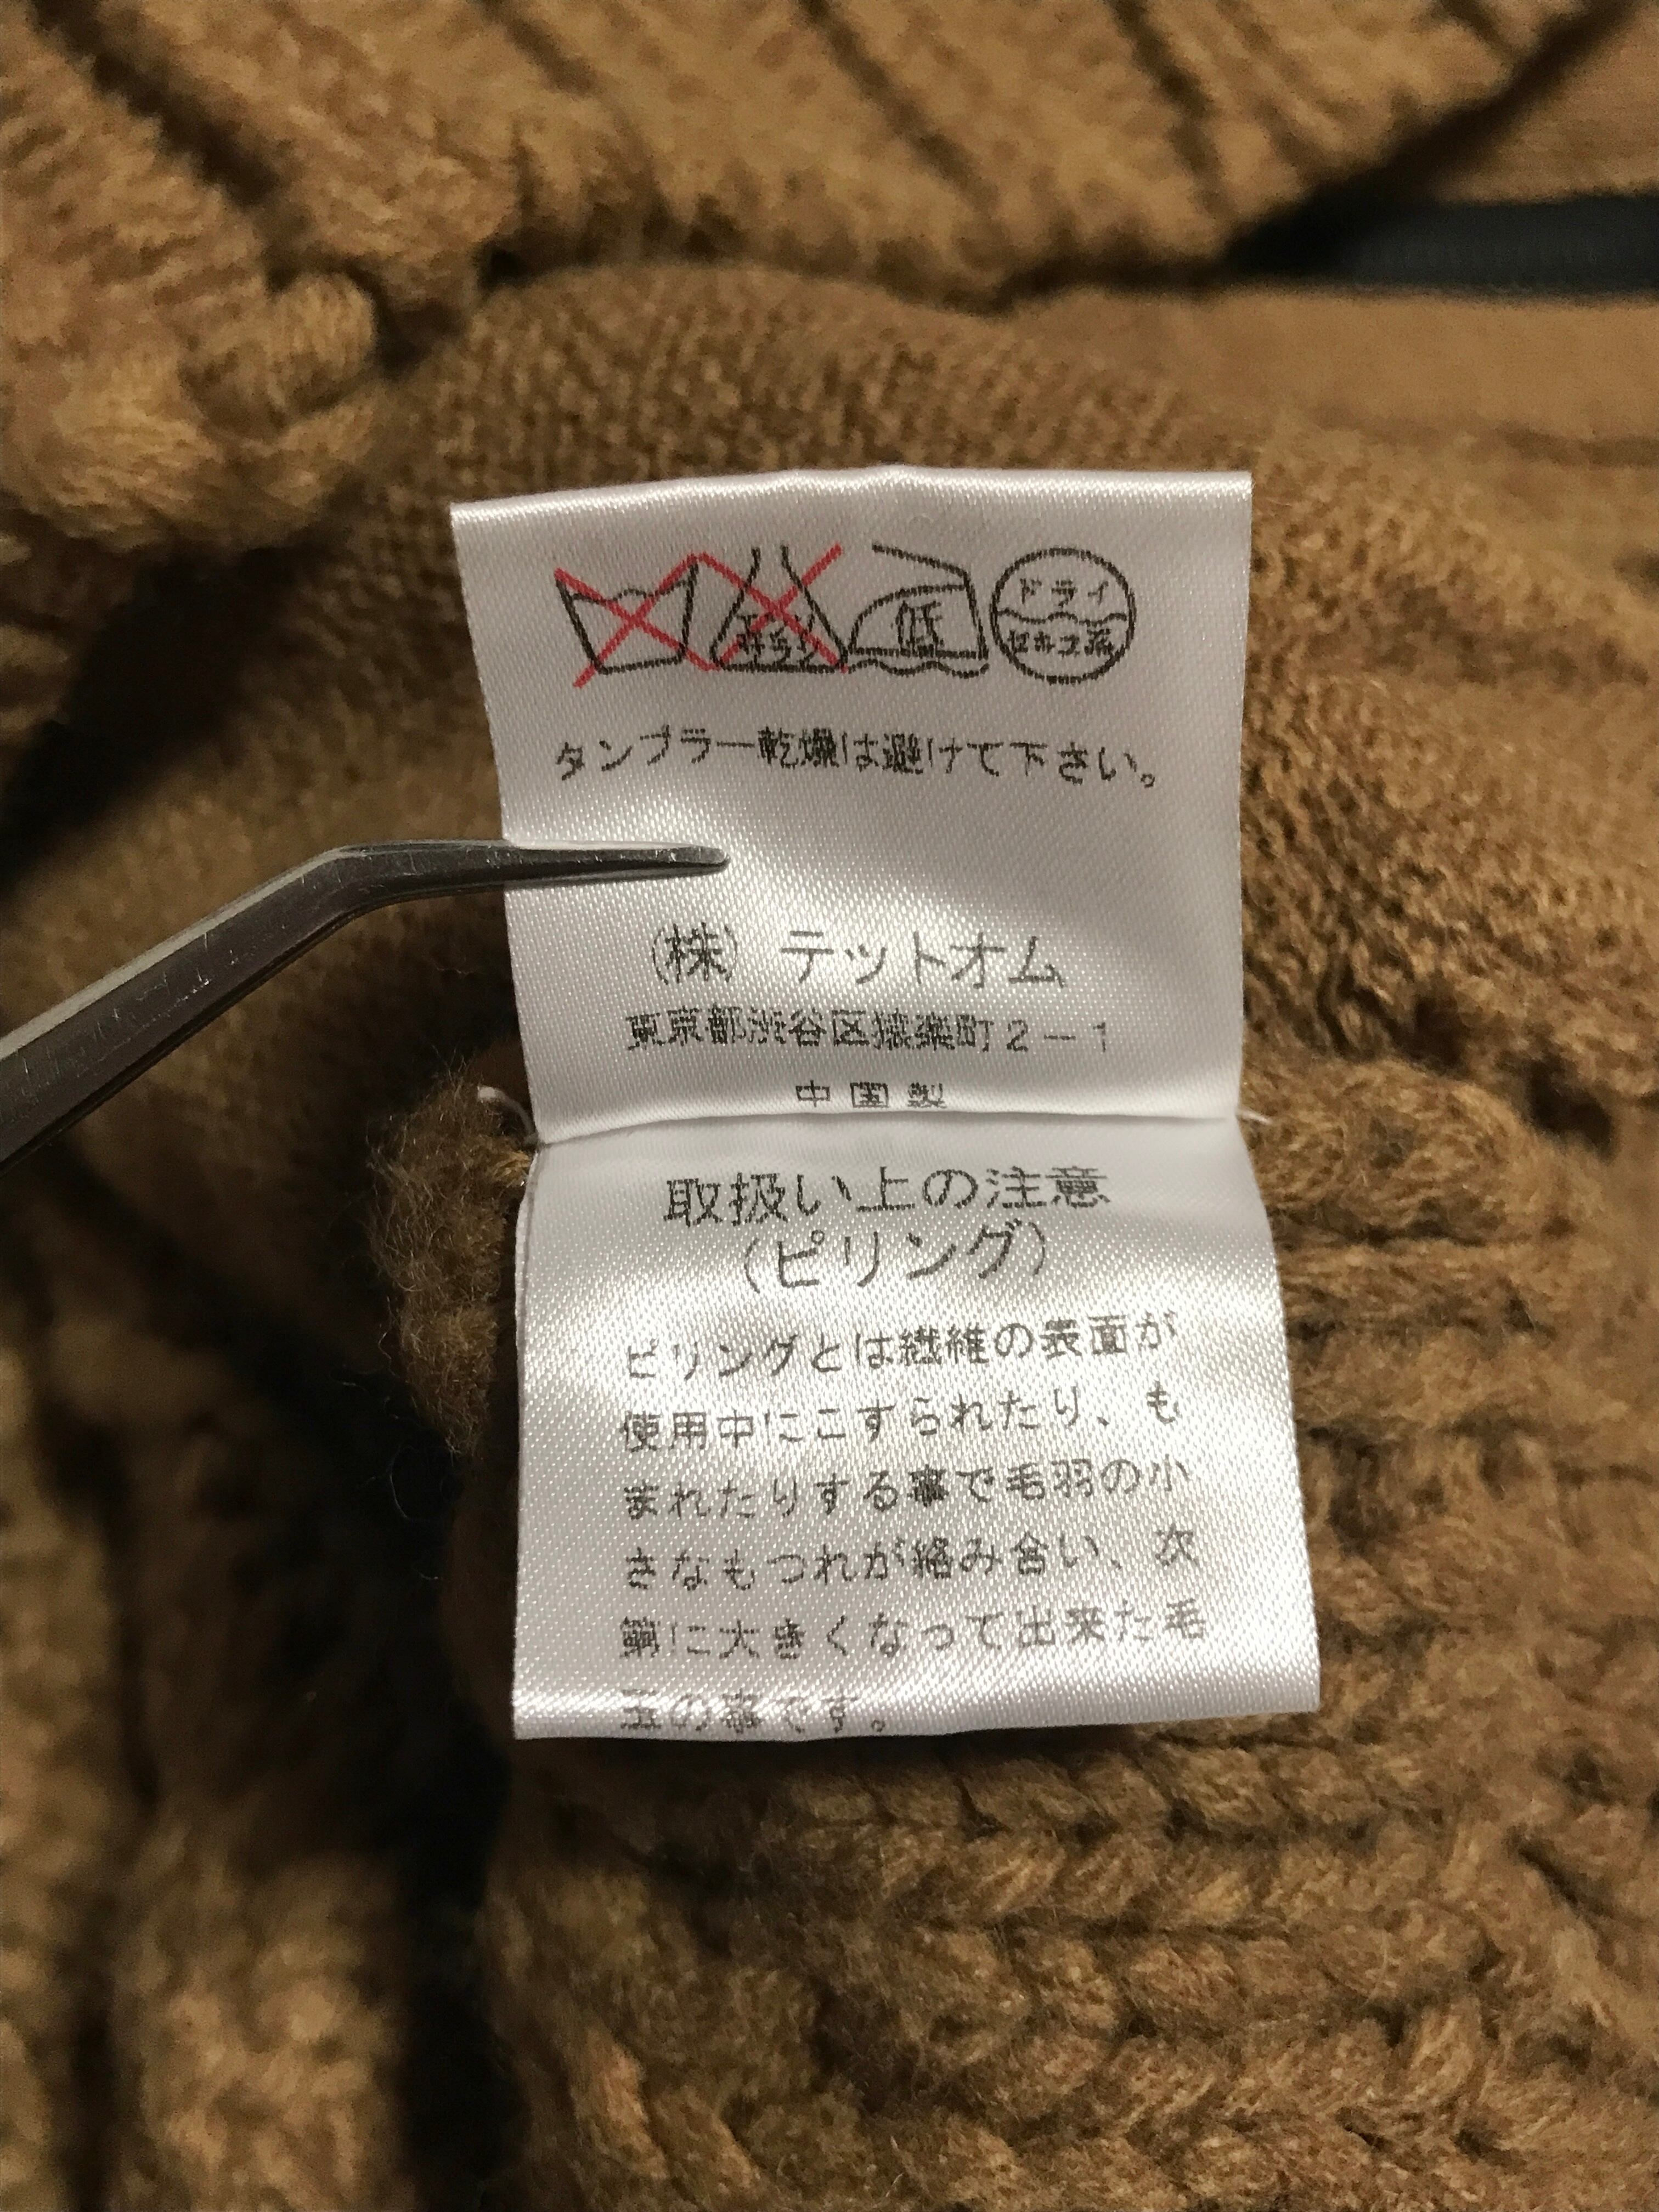 エンソ
サラシ
低
ドライ
セキユ系
タンブラー乾燥は避けて下さい。
(株) テットオム
東京都渋谷区猿楽町2-1
中国製
取扱い上の注意
(ピリング)
ピリングとは繊維の表面が
使用中にこすられたり、も
まれたりする事で毛羽の小
さなもつれが絡み合い、次
第に大きくなって出来た毛
玉の事です。